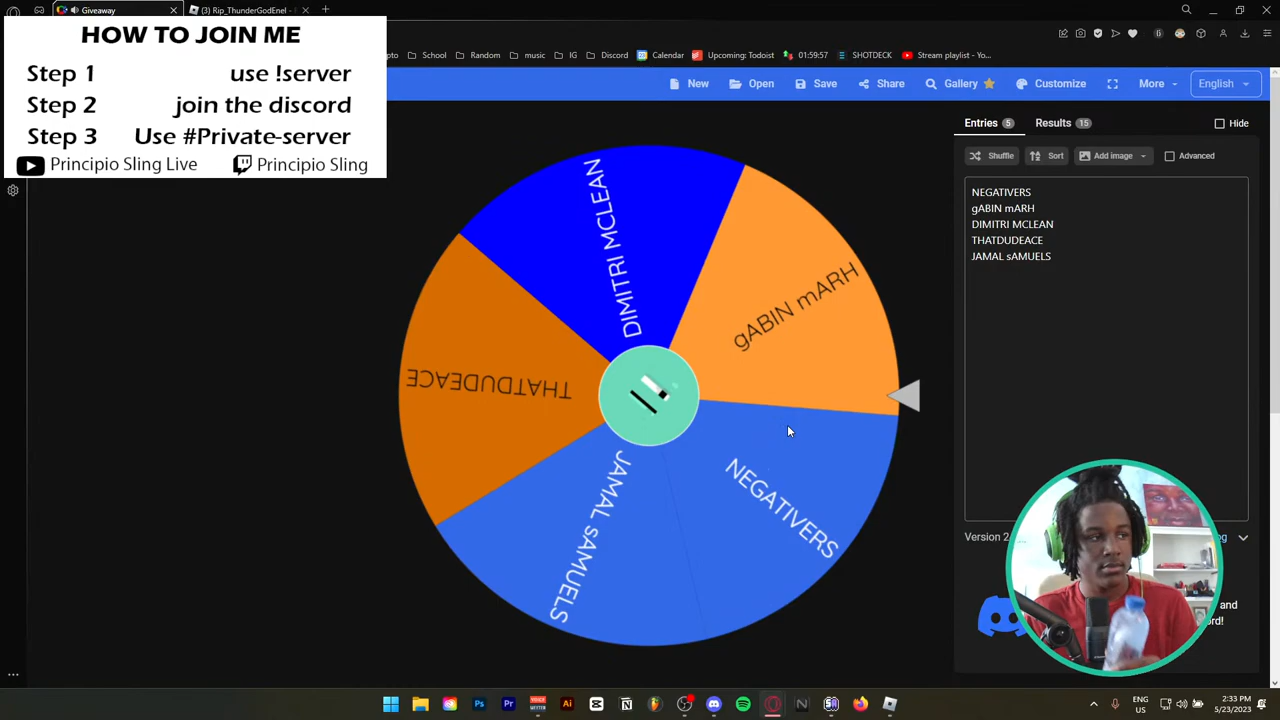 Giveaway
(3) Rip_ThunderGodEnel -
HOW TO JOIN ME
Step 1 use !server
Step 2 join the discord
Step 3 Use #Private-server
Principio Sling Live Principio Sling
School Random music IG Discord Calendar Upcoming: Todoist 01:59:57 SHOTDECK Stream playlist - Yo...
New Open Save Share Gallery Customize More English
Entries 5 Results 15 Hide
Shuffle Sort Add image Advanced
NEGATIVERS
gABIN mARH
DIMITRI MCLEAN
THATDUDEACE
JAMAL sAMUELS
DIMITRI MCLEAN
gABIN mARH
THATDUDEACE
NEGATIVERS
JAMAL sAMUELS
Version 2
and
ENG
US
2:33 PM
5/23/2023